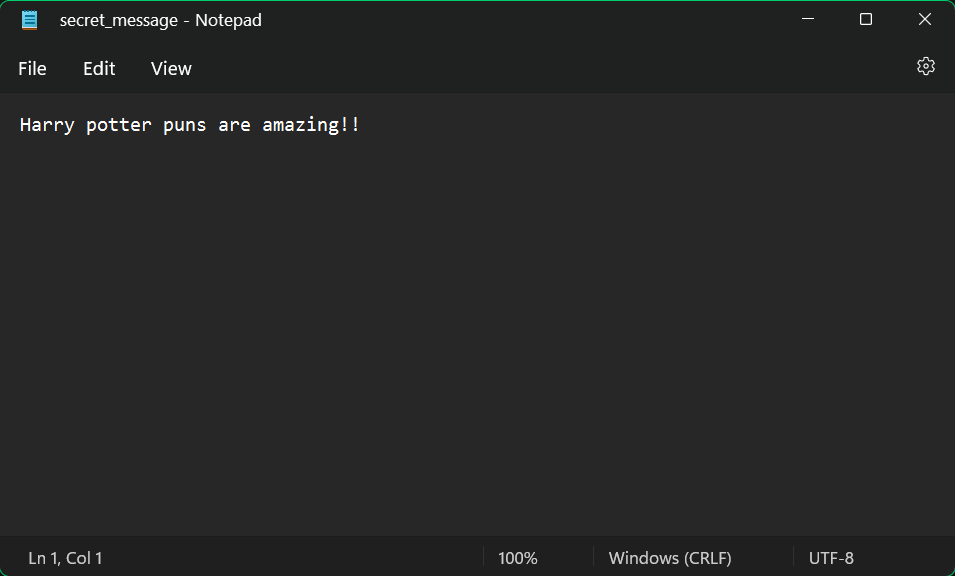 secret_message - Notepad
File Edit View
Harry potter puns are amazing!!
Ln 1, Col 1 100% Windows (CRLF) UTF-8